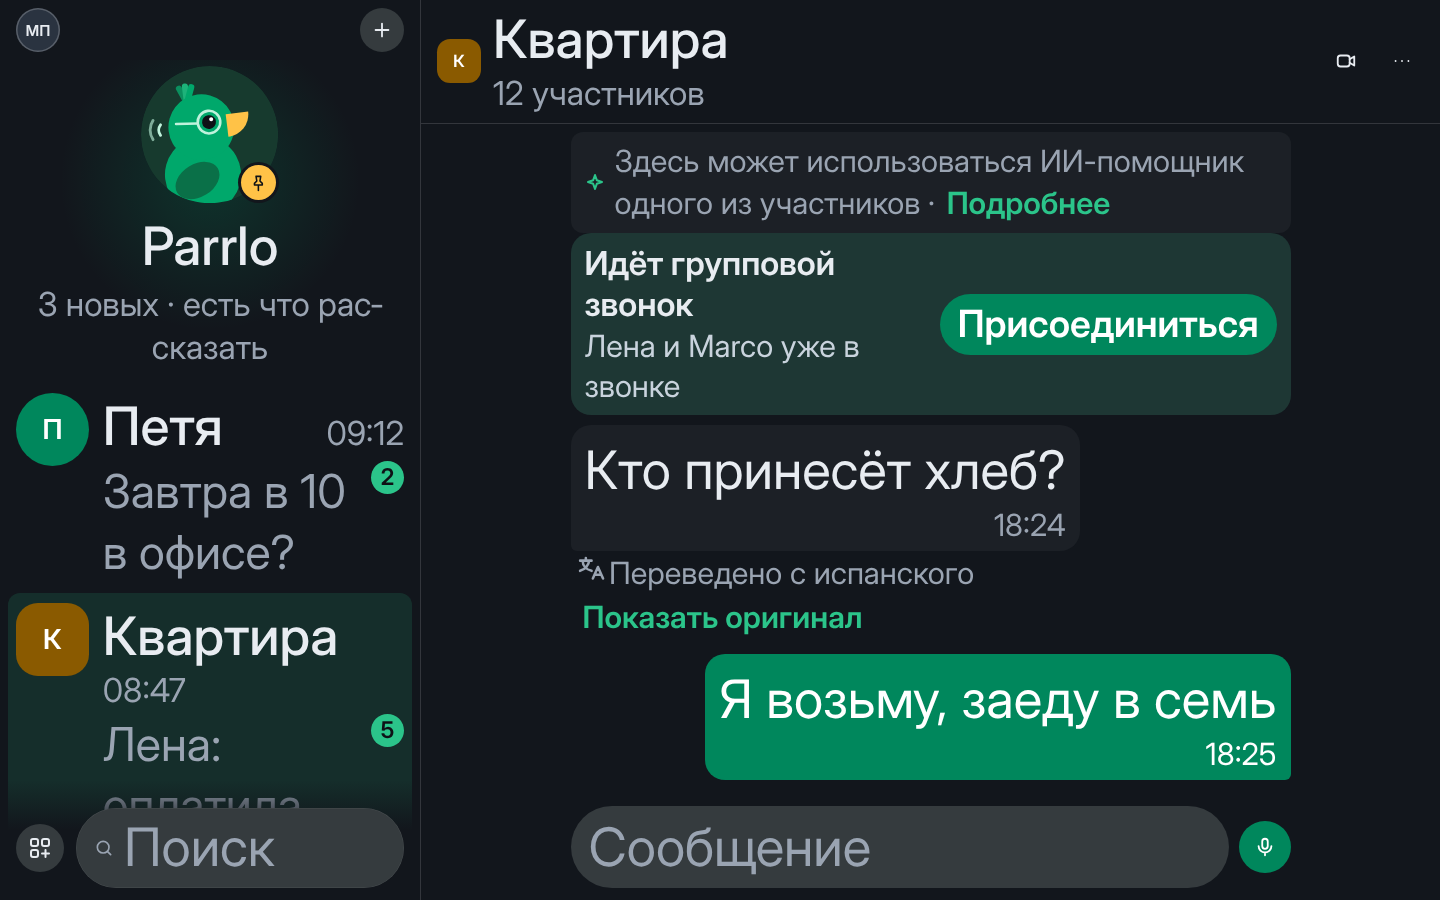 МП
Parrlo
3 новых · есть что рас-
сказать
П
Петя
09:12
Завтра в 10
в офисе?
2
К
Квартира
08:47
Лена:
оплатила
5
Поиск
К
Квартира
12 участников
Здесь может использоваться ИИ-помощник
одного из участников · Подробнее
Идёт групповой
звонок
Лена и Marco уже в
звонке
Присоединиться
Кто принесёт хлеб?
18:24
Переведено с испанского
Показать оригинал
Я возьму, заеду в семь
18:25
Сообщение